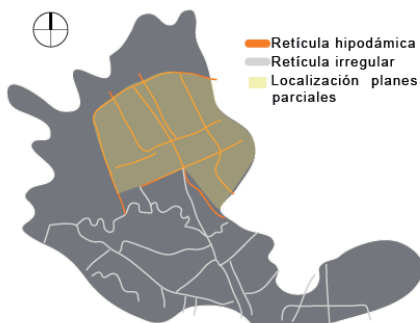 Retícula hipodámica
Retícula irregular
Localización planes
parciales